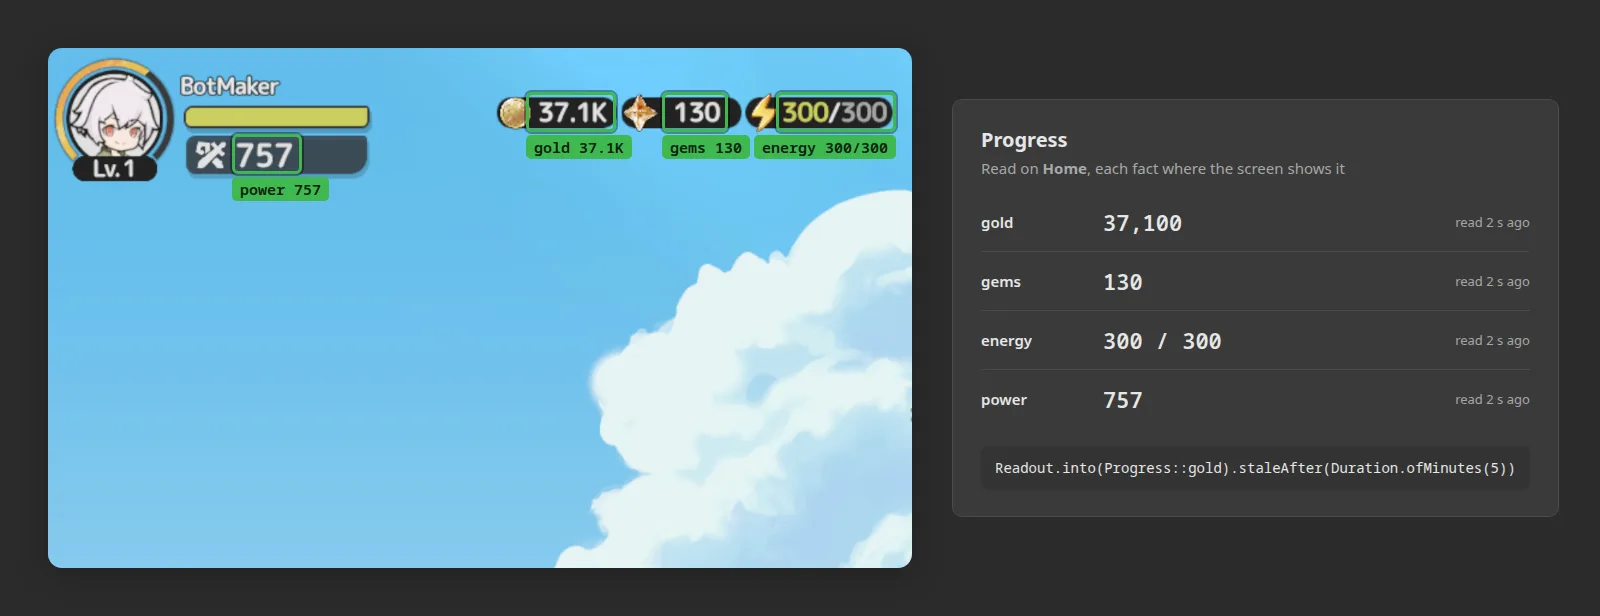 BotMaker
37.1K
130
300/300
gold 37.1K
gems 130
energy 300/300
757
Lv.1
power 757
Progress
Read on Home, each fact where the screen shows it
gold 37,100 read 2 s ago
gems 130 read 2 s ago
energy 300 / 300 read 2 s ago
power 757 read 2 s ago
Readout.into(Progress::gold).staleAfter(Duration.ofMinutes(5))